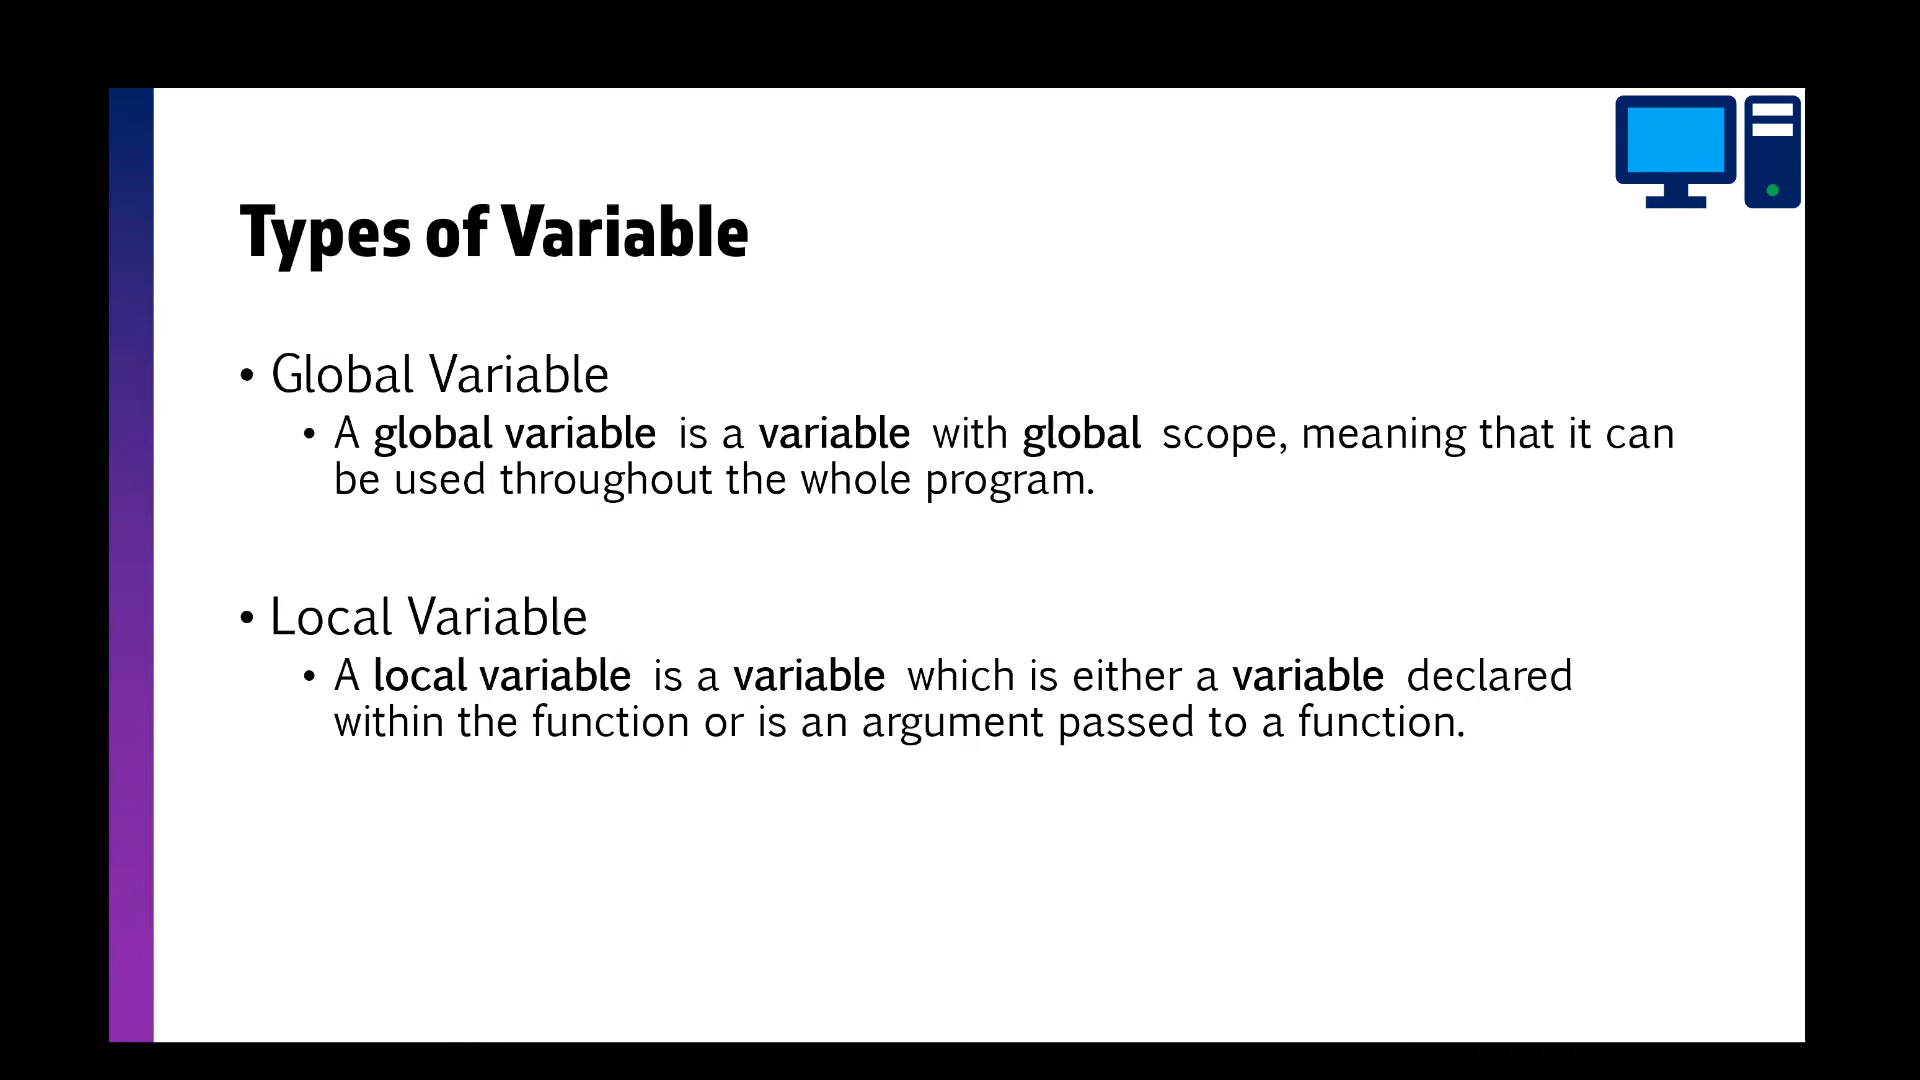 Types of Variable
• Global Variable
• A global variable is a variable with global scope, meaning that it can
be used throughout the whole program.
• Local Variable
• A local variable is a variable which is either a variable declared
within the function or is an argument passed to a function.